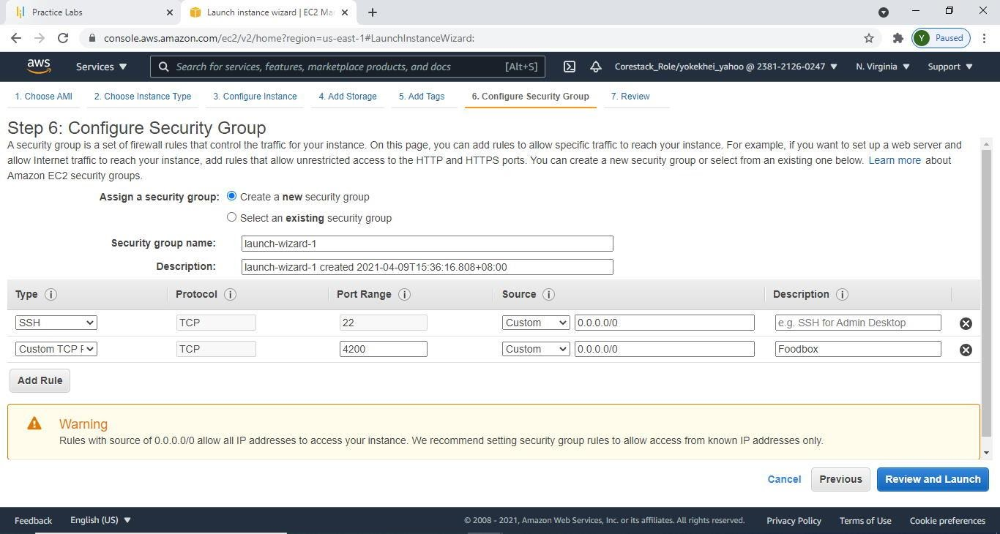 Practice Labs
Launch instance wizard | EC2 Ma
console.aws.amazon.com/ec2/v2/home?region=us-east-1#LaunchInstanceWizard:
Y Paused
aws Services Search for services, features, marketplace products, and docs [Alt+S] Corestack_Role/yokekhei_yahoo @ 2381-2126-0247 N. Virginia Support
1. Choose AMI 2. Choose Instance Type 3. Configure Instance 4. Add Storage 5. Add Tags 6. Configure Security Group 7. Review
Step 6: Configure Security Group
A security group is a set of firewall rules that control the traffic for your instance. On this page, you can add rules to allow specific traffic to reach your instance. For example, if you want to set up a web server and
allow Internet traffic to reach your instance, add rules that allow unrestricted access to the HTTP and HTTPS ports. You can create a new security group or select from an existing one below. Learn more about
Amazon EC2 security groups.
Assign a security group: Create a new security group
Select an existing security group
Security group name: launch-wizard-1
Description: launch-wizard-1 created 2021-04-09T15:36:16.808+08:00
Type Protocol Port Range Source Description
SSH TCP 22 Custom 0.0.0.0/0 e.g. SSH for Admin Desktop
Custom TCP F TCP 4200 Custom 0.0.0.0/0 Foodbox
Add Rule
Warning
Rules with source of 0.0.0.0/0 allow all IP addresses to access your instance. We recommend setting security group rules to allow access from known IP addresses only.
Cancel Previous Review and Launch
Feedback English (US) © 2008 - 2021, Amazon Web Services, Inc. or its affiliates. All rights reserved. Privacy Policy Terms of Use Cookie preferences